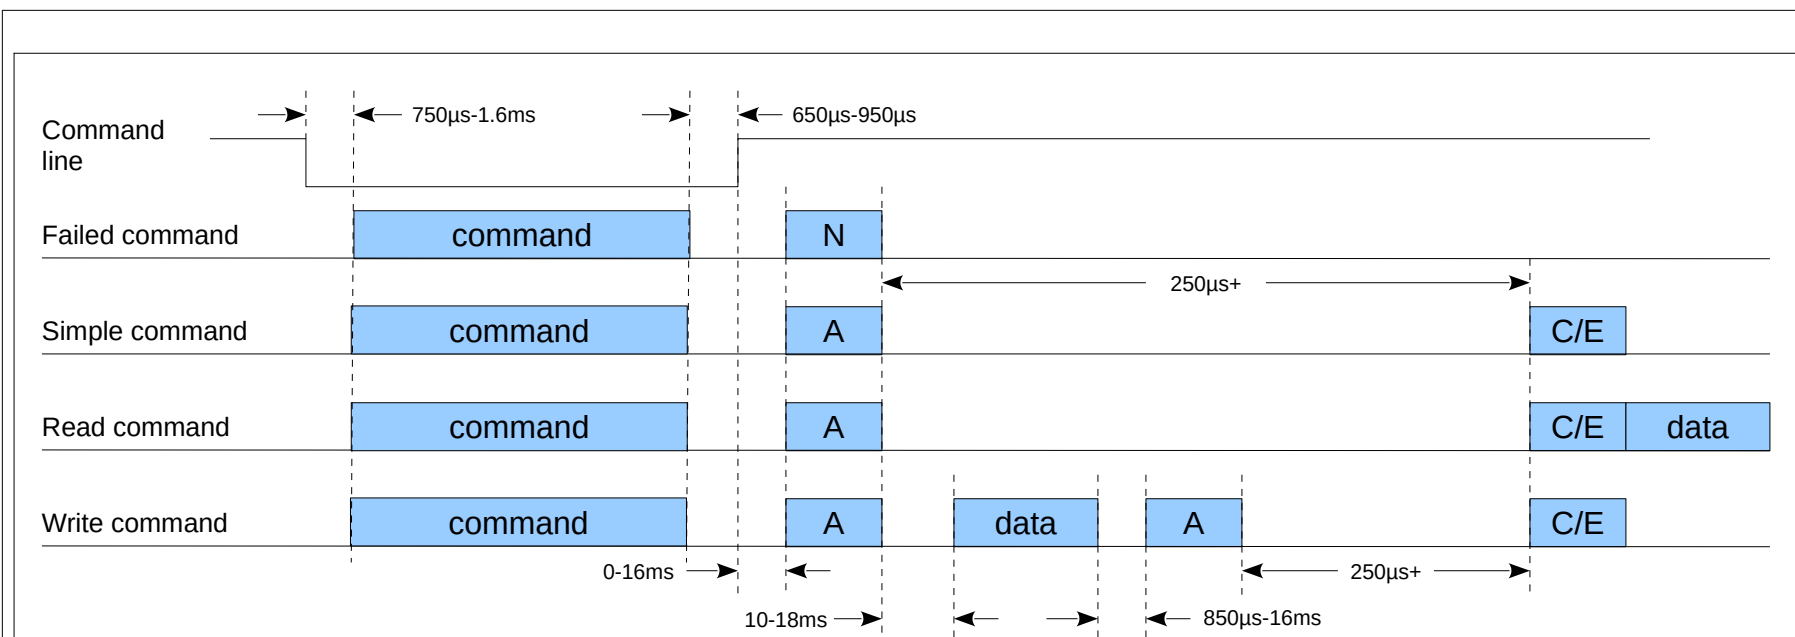 750µs-1.6ms
650µs-950µs
Command
line
Failed command
command
N
250µs+
Simple command
command
A
C/E
Read command
command
A
C/E
data
Write command
command
A
data
A
C/E
0-16ms
250µs+
10-18ms
850µs-16ms